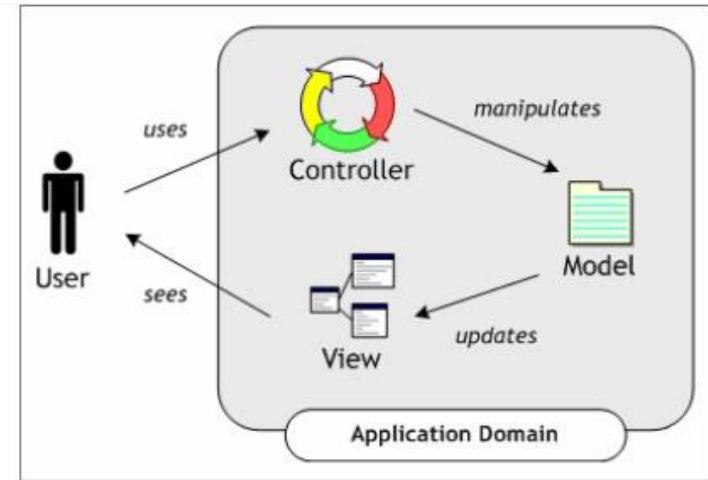 uses
manipulates
Controller
User
Model
sees
updates
View
Application Domain